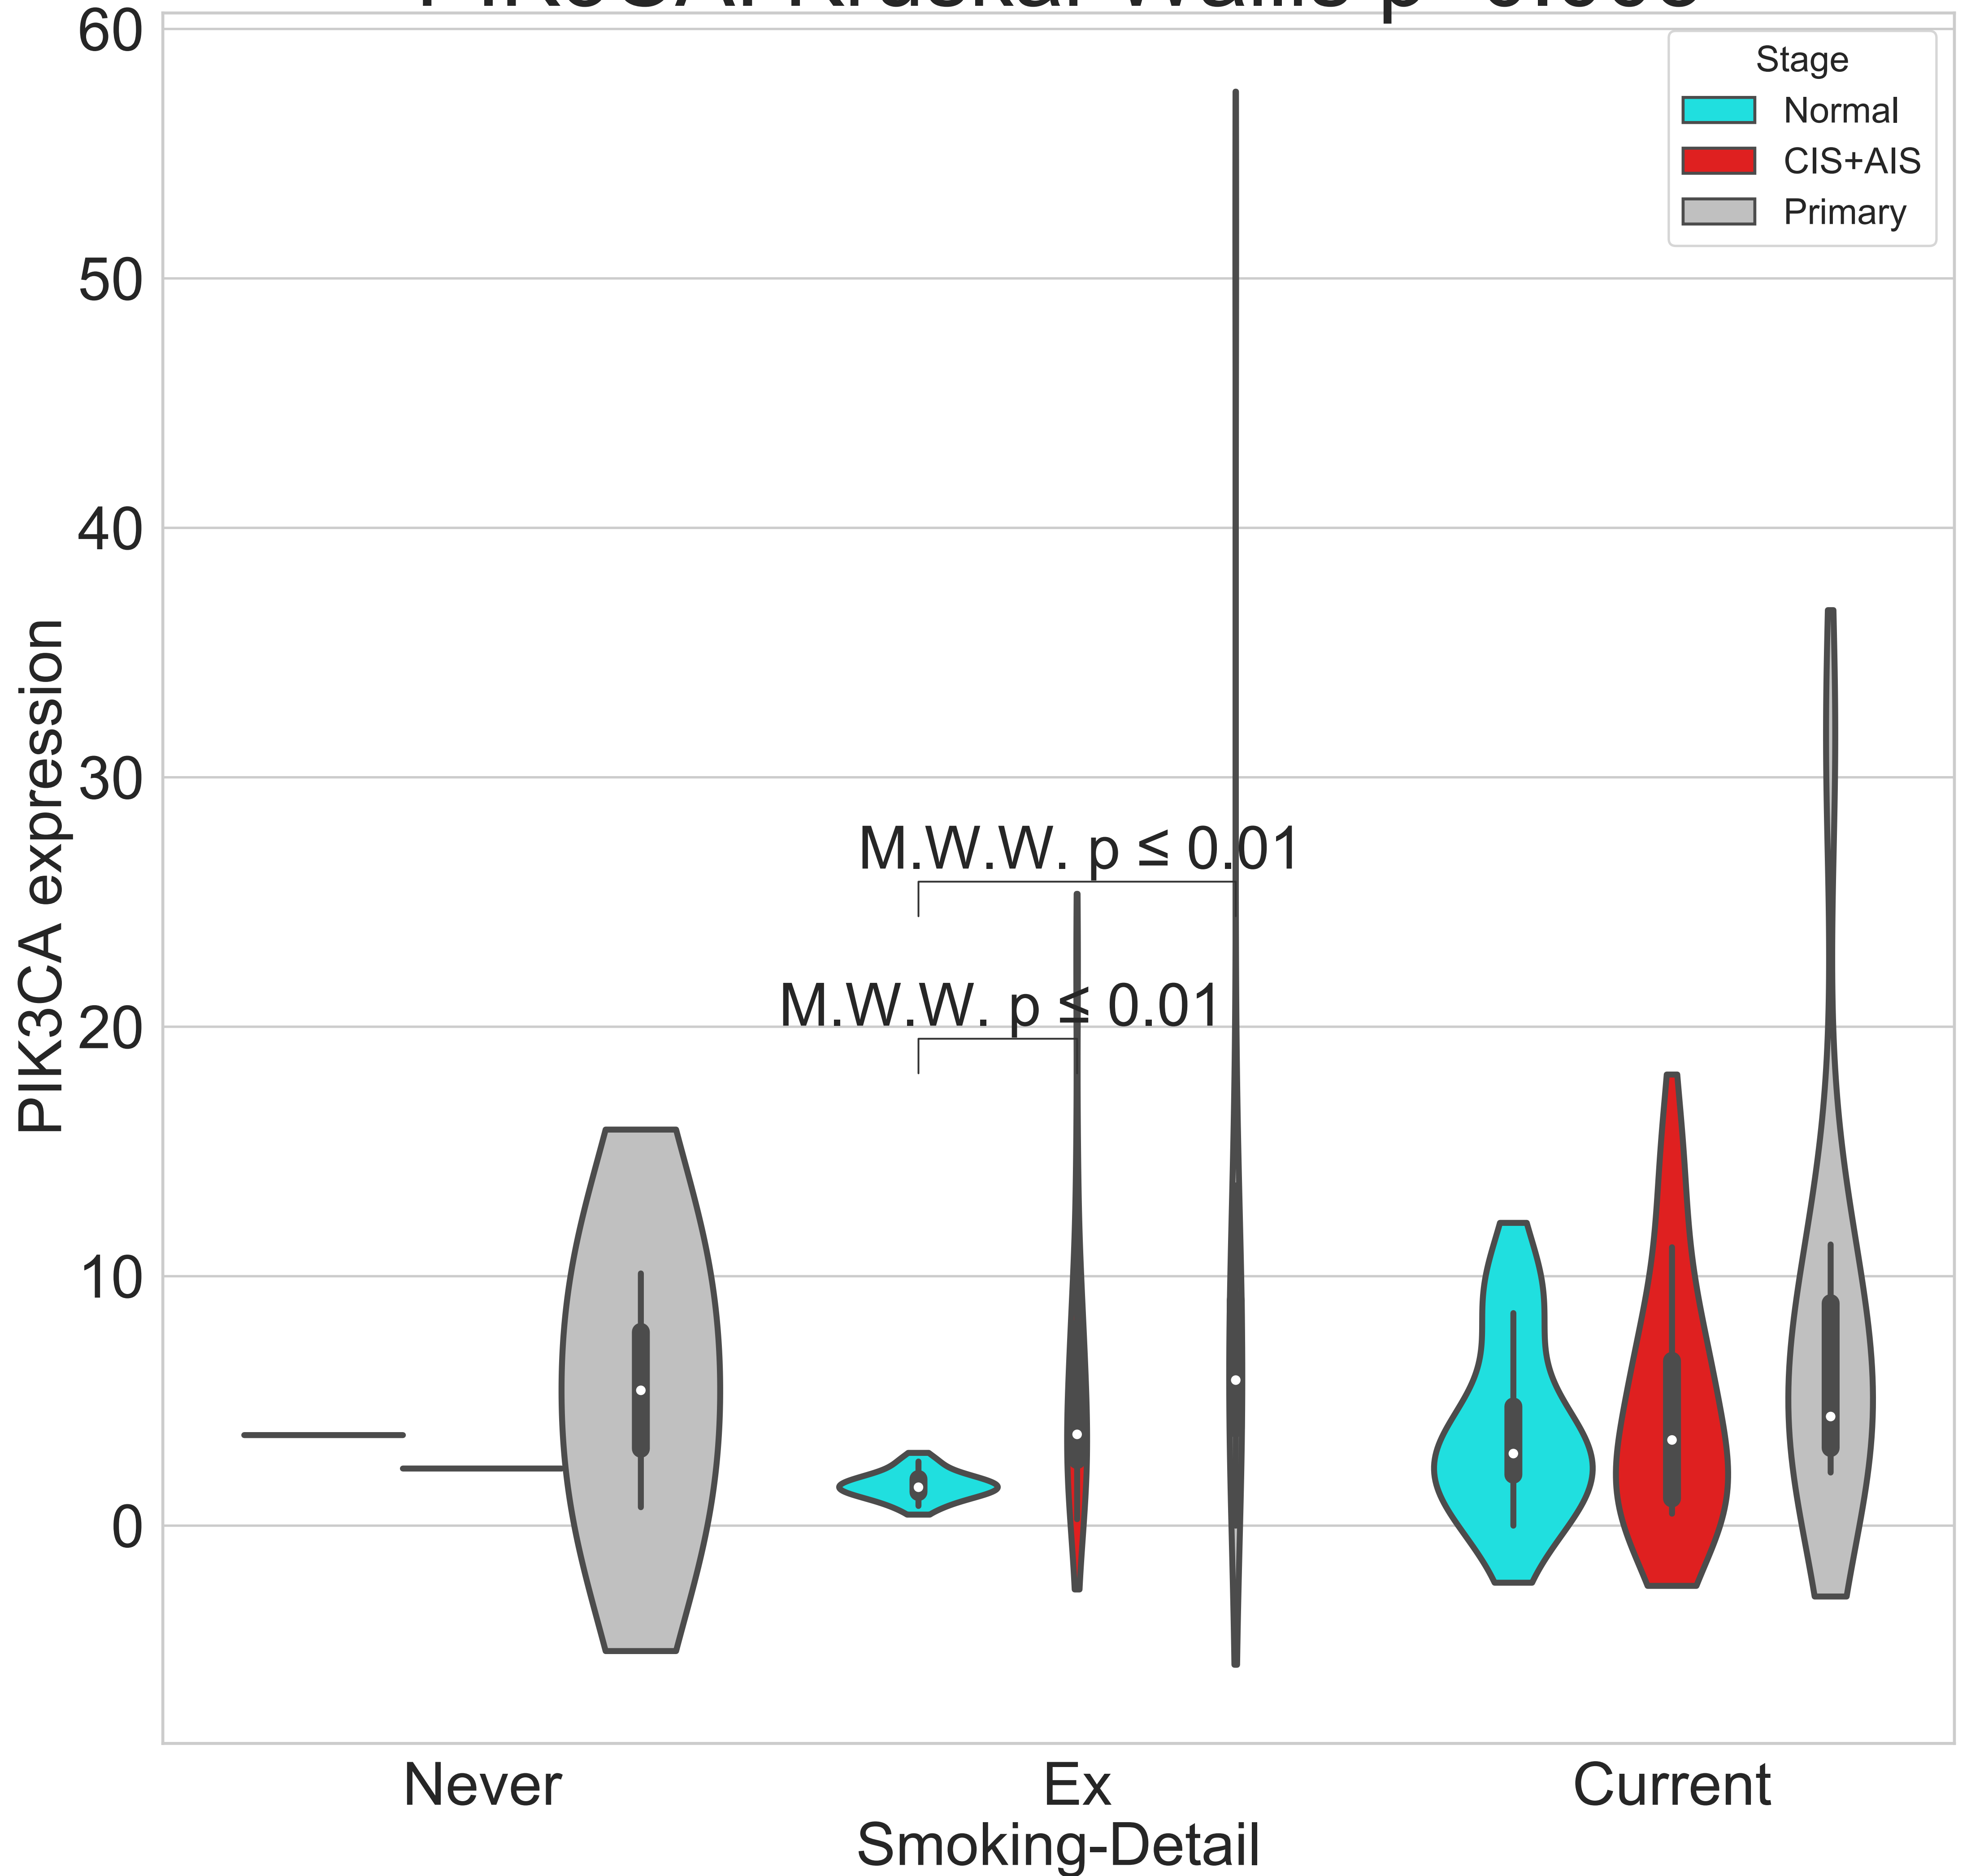 60
50
40
30
20
10
0
PIK3CA expression
Stage
Normal
CIS+AIS
Primary
M.W.W. p ≤ 0.01
M.W.W. p ≤ 0.01
Never
Ex
Current
Smoking-Detail